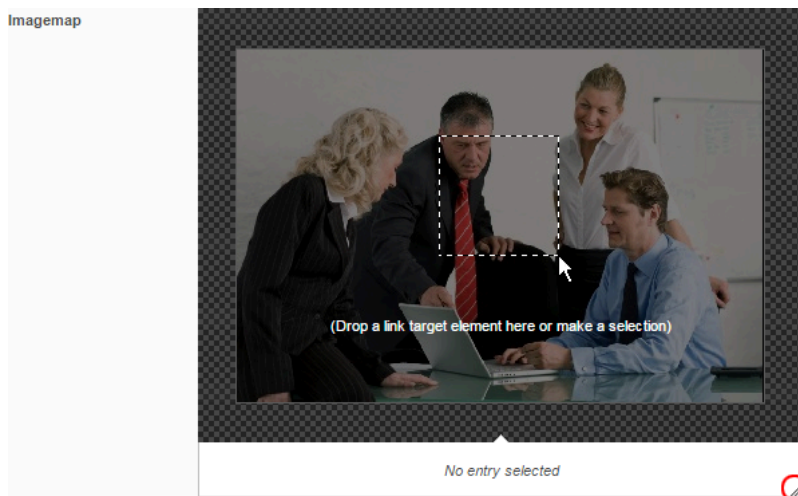 Imagemap
(Drop a link target element here or make a selection)
No entry selected